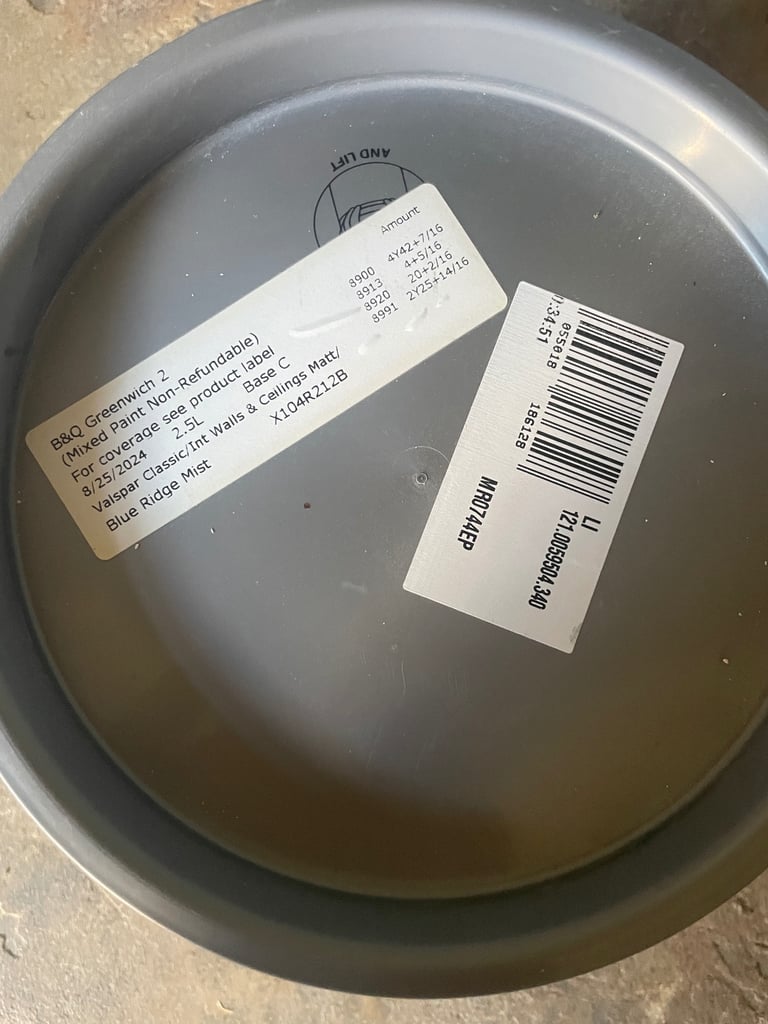 AND LIFT
Amount
8900 4Y42+7/16
8913 4+5/16
8920 20+2/16
8991 2Y25+14/16
B&Q Greenwich 2
(Mixed Paint Non-Refundable)
For coverage see product label
8/25/2024 2.5L Base C
Valspar Classic/Int Walls & Ceilings Matt/
Blue Ridge Mist X104R212B
:34:51
055018
186128
LI
121.0059504.340
MR0744EP